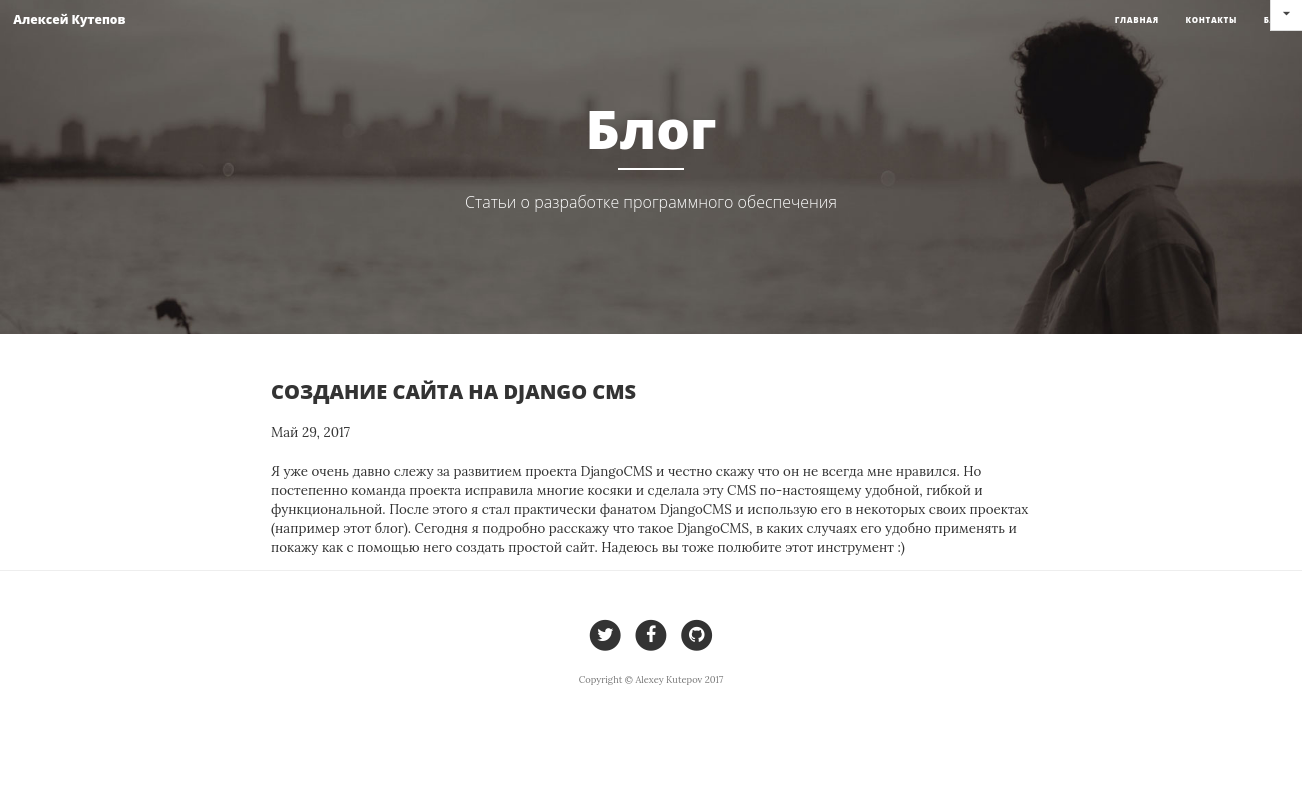 Алексей Кутепов
ГЛАВНАЯ
КОНТАКТЫ
Блог
Статьи о разработке программного обеспечения
СОЗДАНИЕ САЙТА НА DJANGO CMS
Май 29, 2017
Я уже очень давно слежу за развитием проекта DjangoCMS и честно скажу что он не всегда мне нравился. Но
постепенно команда проекта исправила многие косяки и сделала эту CMS по-настоящему удобной, гибкой и
функциональной. После этого я стал практически фанатом DjangoCMS и использую его в некоторых своих проектах
(например этот блог). Сегодня я подробно расскажу что такое DjangoCMS, в каких случаях его удобно применять и
покажу как с помощью него создать простой сайт. Надеюсь вы тоже полюбите этот инструмент :)
Copyright © Alexey Kutepov 2017